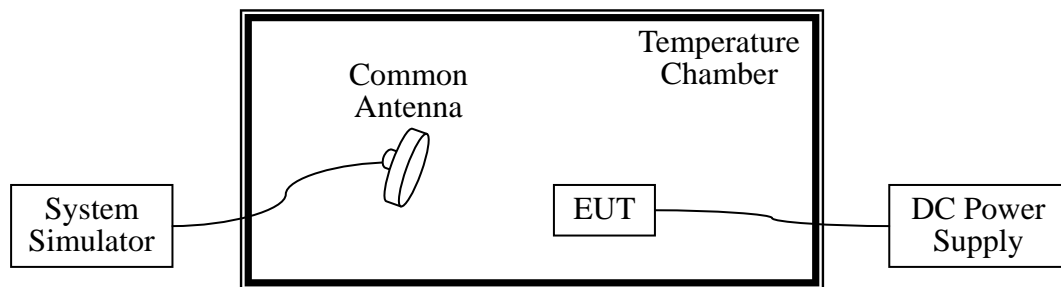 Temperature
Chamber
Common
Antenna
System
Simulator
EUT
DC Power
Supply